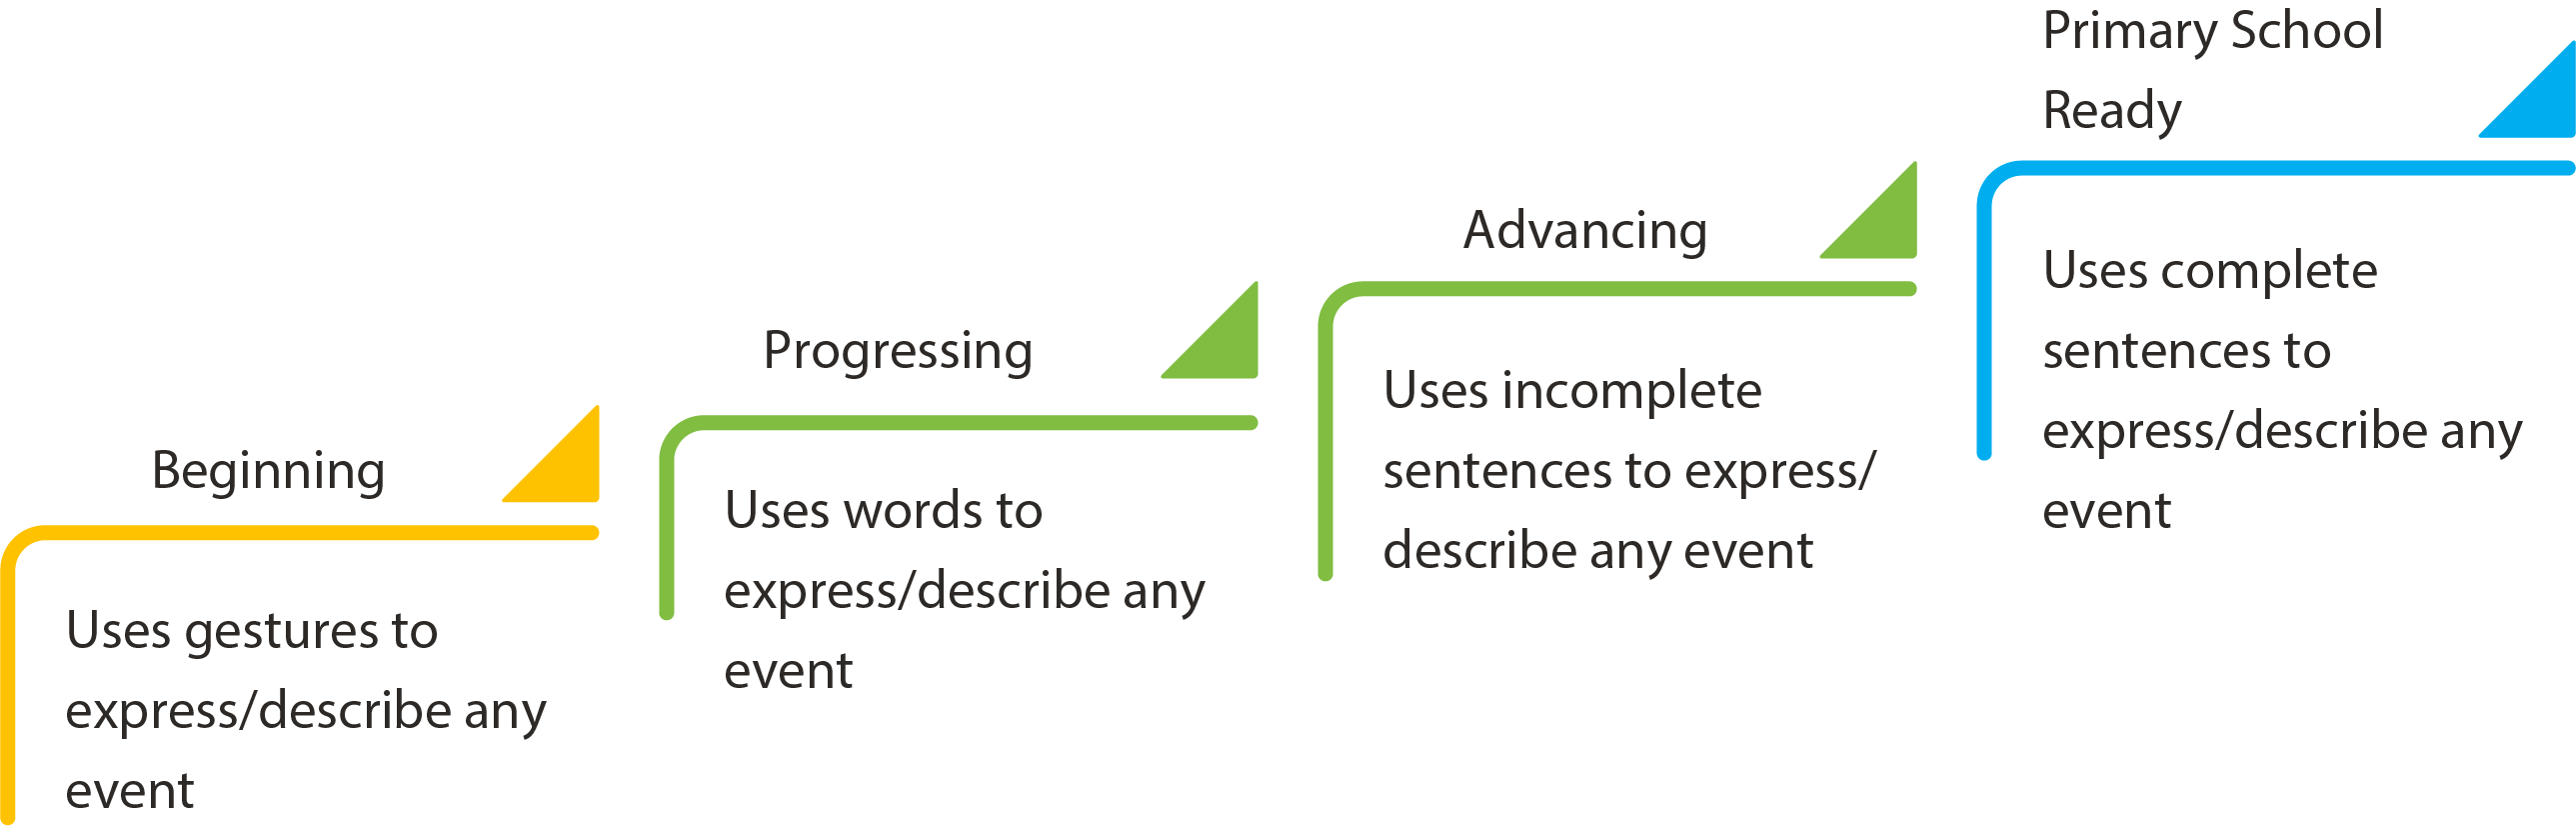 Beginning
Uses gestures to
express/describe any
event
Progressing
Uses words to
express/describe any
event
Advancing
Uses incomplete
sentences to express/
describe any event
Primary School
Ready
Uses complete
sentences to
express/describe any
event